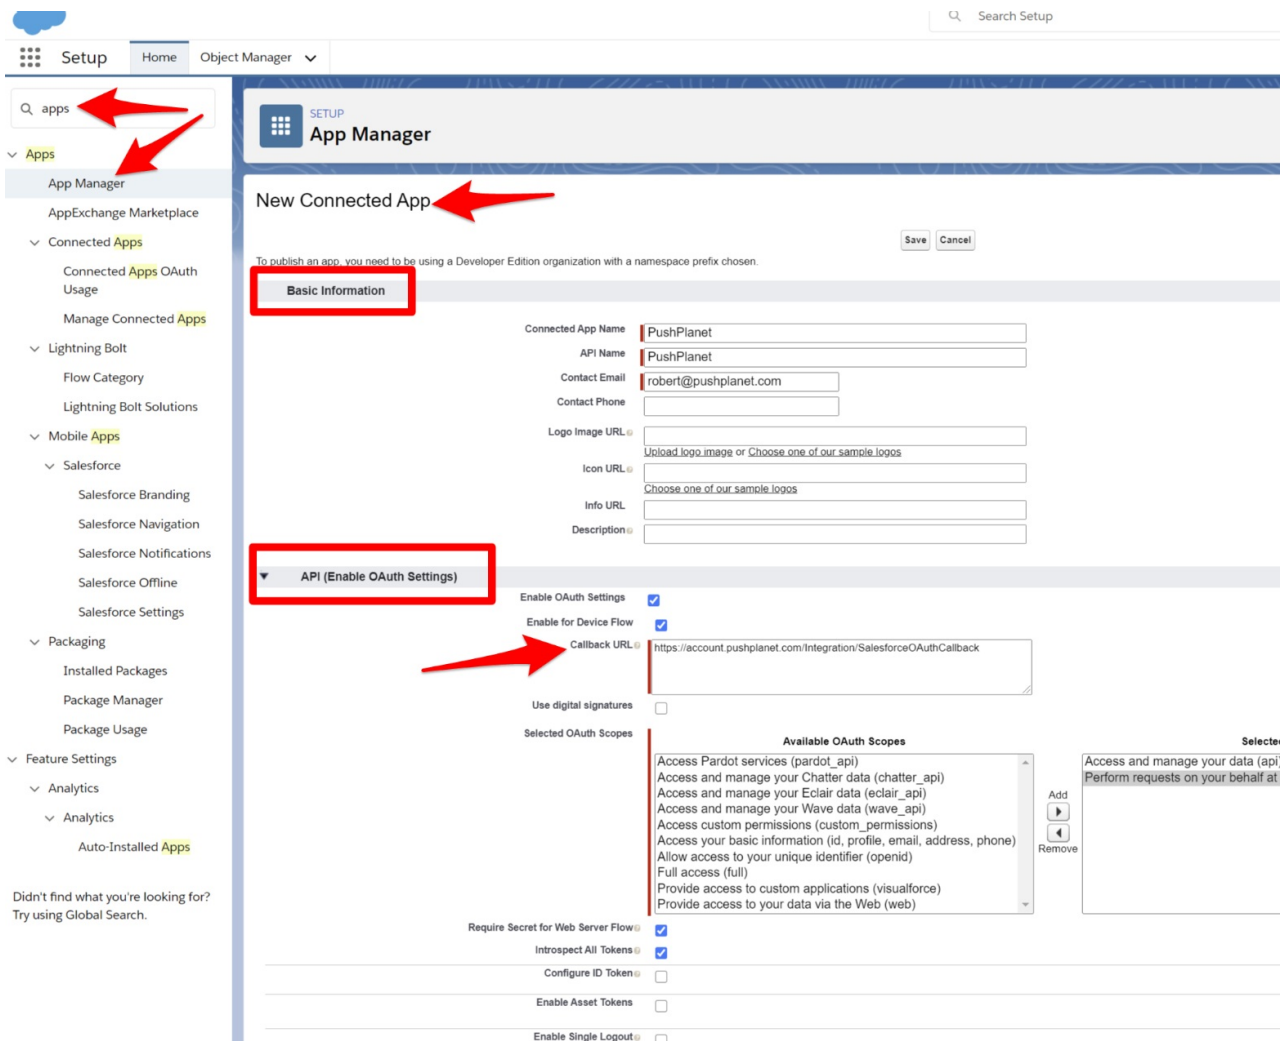 Search Setup
Setup
Home
Object Manager
apps
Apps
App Manager
AppExchange Marketplace
Connected Apps
Connected Apps OAuth
Usage
Manage Connected Apps
Lightning Bolt
Flow Category
Lightning Bolt Solutions
Mobile Apps
Salesforce
Salesforce Branding
Salesforce Navigation
Salesforce Notifications
Salesforce Offline
Salesforce Settings
Packaging
Installed Packages
Package Manager
Package Usage
Feature Settings
Analytics
Analytics
Auto-Installed Apps
Didn't find what you're looking for?
Try using Global Search.
SETUP
App Manager
New Connected App
Save Cancel
To publish an app, you need to be using a Developer Edition organization with a namespace prefix chosen.
Basic Information
Connected App Name PushPlanet
API Name PushPlanet
Contact Email robert@pushplanet.com
Contact Phone
Logo Image URL
Upload logo image or Choose one of our sample logos
Icon URL
Choose one of our sample logos
Info URL
Description
API (Enable OAuth Settings)
Enable OAuth Settings
Enable for Device Flow
Callback URL https://account.pushplanet.com/Integration/SalesforceOAuthCallback
Use digital signatures
Selected OAuth Scopes
Available OAuth Scopes
Access Pardot services (pardot_api)
Access and manage your Chatter data (chatter_api)
Access and manage your Eclair data (eclair_api)
Access and manage your Wave data (wave_api)
Access custom permissions (custom_permissions)
Access your basic information (id, profile, email, address, phone)
Allow access to your unique identifier (openid)
Full access (full)
Provide access to custom applications (visualforce)
Provide access to your data via the Web (web)
Add
Remove
Selected
Access and manage your data (api)
Perform requests on your behalf at
Require Secret for Web Server Flow
Introspect All Tokens
Configure ID Token
Enable Asset Tokens
Enable Single Logout